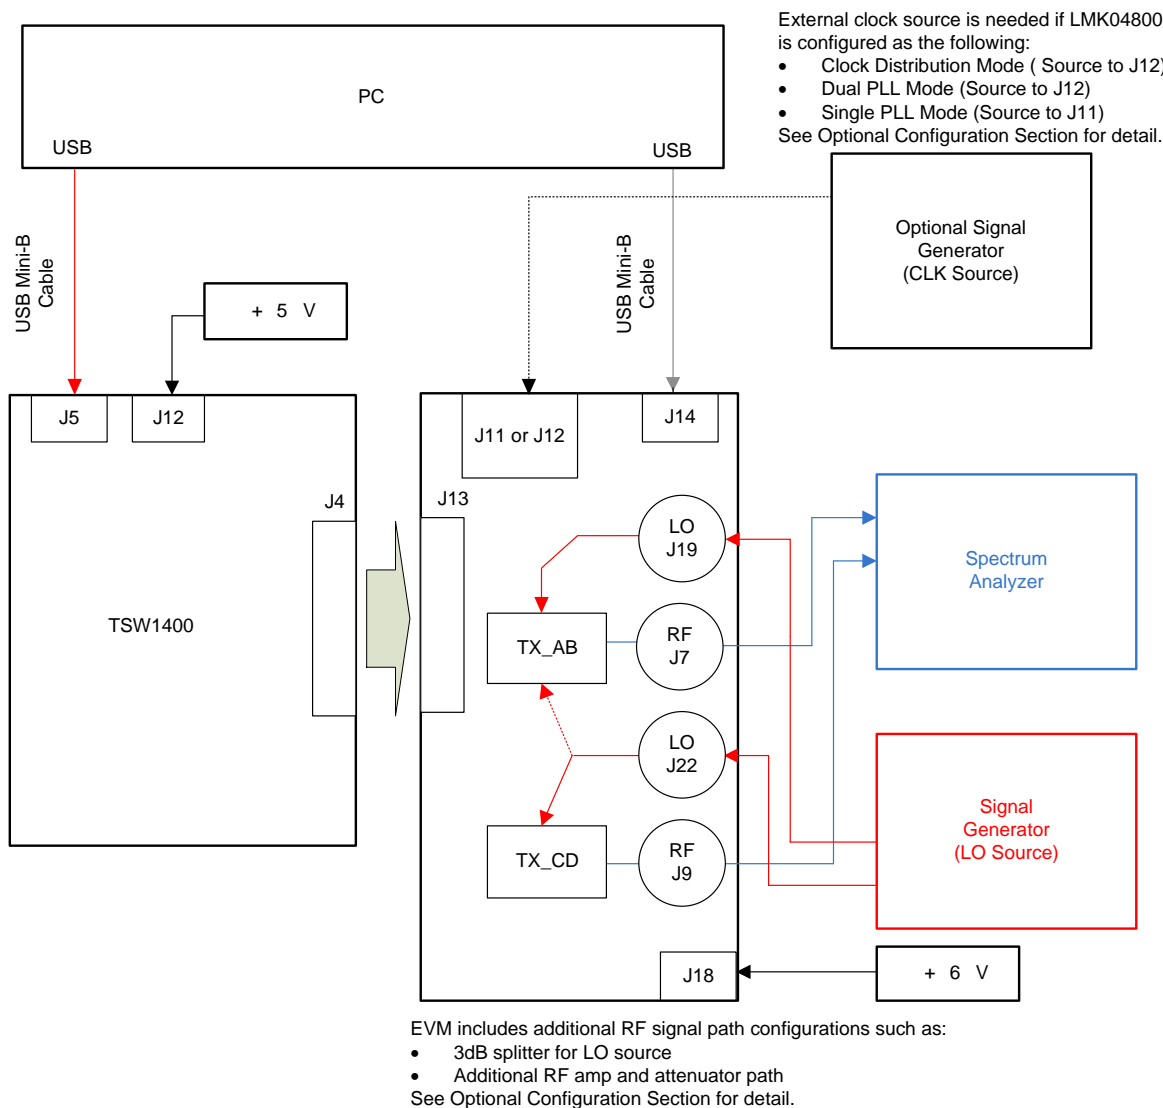 External clock source is needed if LMK04800
is configured as the following:
• Clock Distribution Mode ( Source to J12)
• Dual PLL Mode (Source to J12)
• Single PLL Mode (Source to J11)
See Optional Configuration Section for detail.
PC
USB
USB
USB Mini-B
Cable
USB Mini-B
Cable
Optional Signal
Generator
(CLK Source)
+ 5 V
J5
J12
J11 or J12
J14
J4
J13
LO
J19
Spectrum
Analyzer
TSW1400
TX_AB
RF
J7
LO
J22
Signal
Generator
(LO Source)
TX_CD
RF
J9
J18
+ 6 V
EVM includes additional RF signal path configurations such as:
• 3dB splitter for LO source
• Additional RF amp and attenuator path
See Optional Configuration Section for detail.